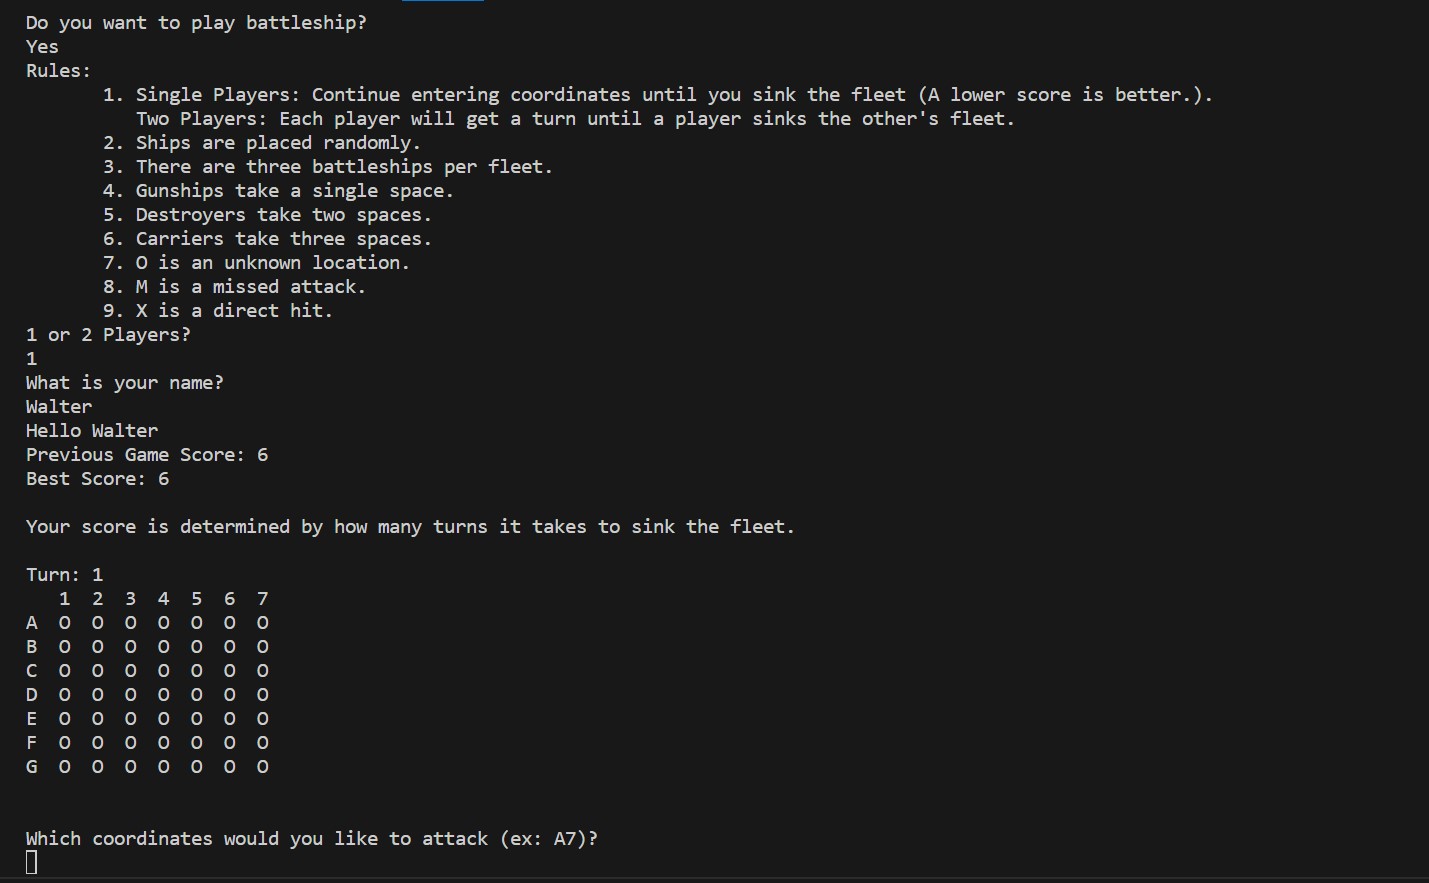 Do you want to play battleship?
Yes
Rules:
1. Single Players: Continue entering coordinates until you sink the fleet (A lower score is better.).
Two Players: Each player will get a turn until a player sinks the other's fleet.
2. Ships are placed randomly.
3. There are three battleships per fleet.
4. Gunships take a single space.
5. Destroyers take two spaces.
6. Carriers take three spaces.
7. O is an unknown location.
8. M is a missed attack.
9. X is a direct hit.
1 or 2 Players?
1
What is your name?
Walter
Hello Walter
Previous Game Score: 6
Best Score: 6
Your score is determined by how many turns it takes to sink the fleet.
Turn: 1
1 2 3 4 5 6 7
A O O O O O O O
B O O O O O O O
C O O O O O O O
D O O O O O O O
E O O O O O O O
F O O O O O O O
G O O O O O O O
Which coordinates would you like to attack (ex: A7)?